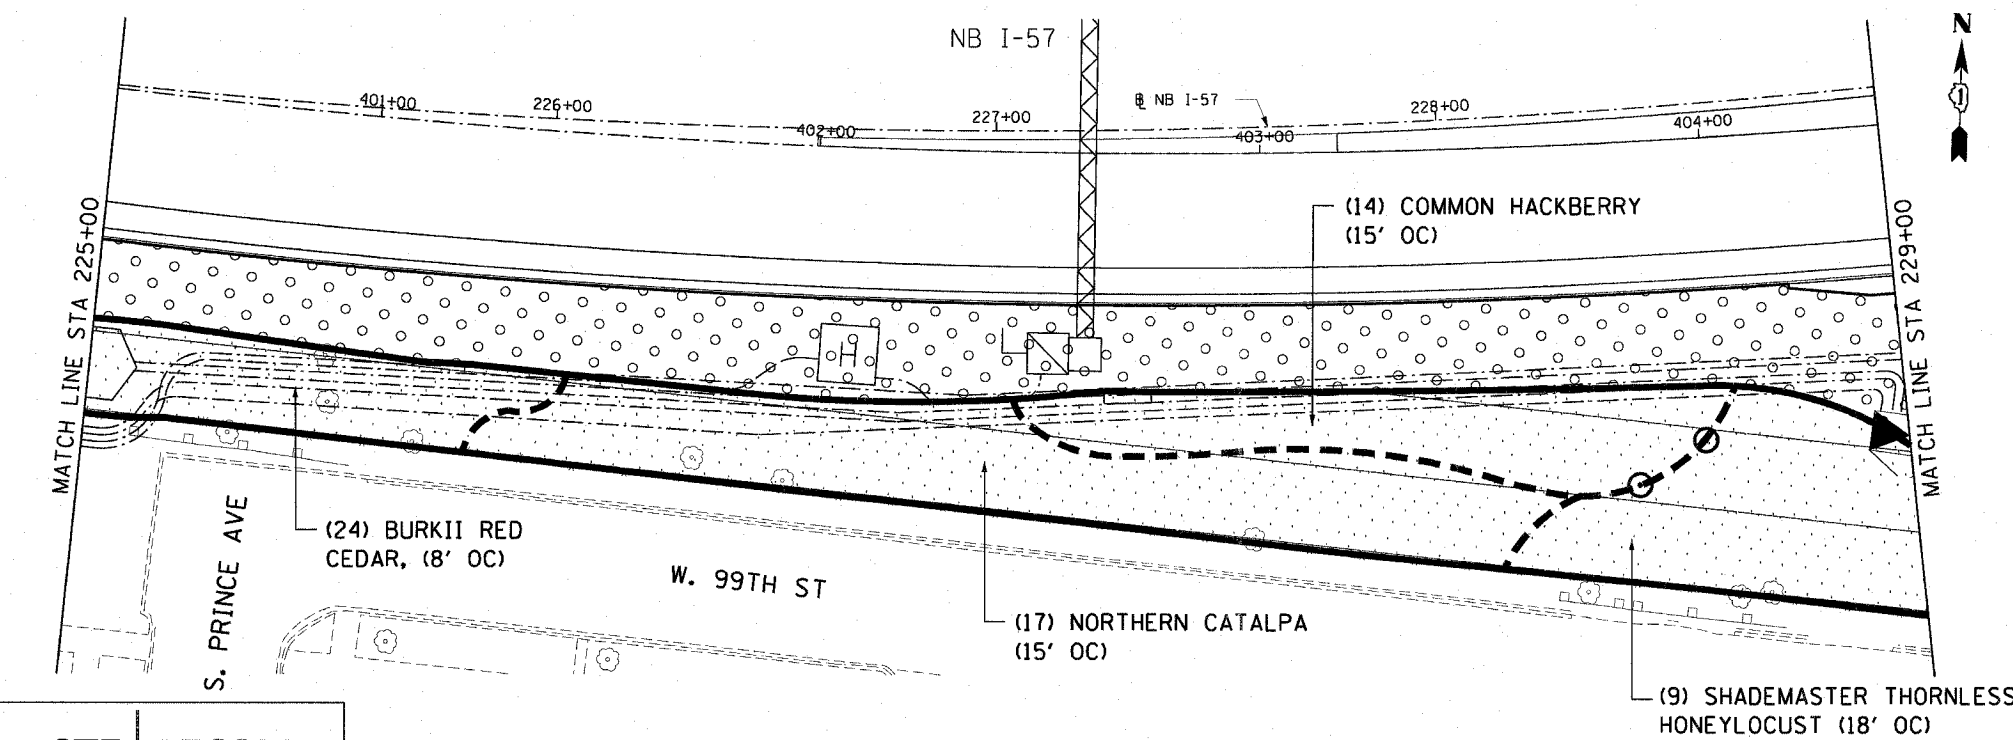 NB I-57
N
401+00
226+00
402+00
227+00
NB I-57
403+00
228+00
404+00
MATCH LINE STA 225+00
MATCH LINE STA 229+00
(14) COMMON HACKBERRY
(15' OC)
H
(24) BURKII RED
CEDAR, (8' OC)
S. PRINCE AVE
W. 99TH ST
(17) NORTHERN CATALPA
(15' OC)
(9) SHADEMASTER THORNLESS
HONEYLOCUST (18' OC)